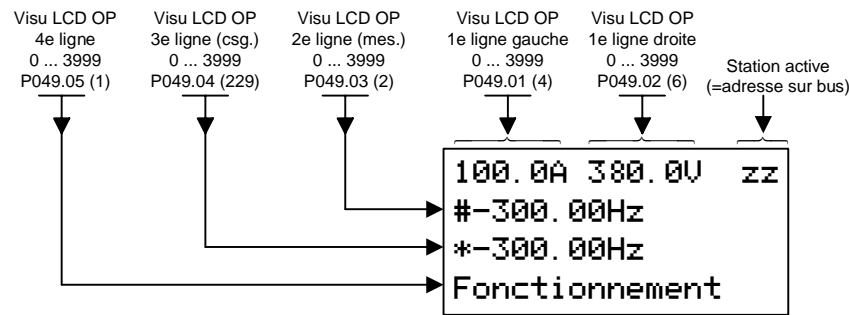 Visu LCD OP
4e ligne
0 ... 3999
P049.05 (1)
Visu LCD OP
3e ligne (csg.)
0 ... 3999
P049.04 (229)
Visu LCD OP
2e ligne (mes.)
0 ... 3999
P049.03 (2)
Visu LCD OP
1e ligne gauche
0 ... 3999
P049.01 (4)
Visu LCD OP
1e ligne droite
0 ... 3999
P049.02 (6)
Station active
(=adresse sur bus)
100.0A 380.0V zz
#-300.00Hz
*-300.00Hz
Fonctionnement